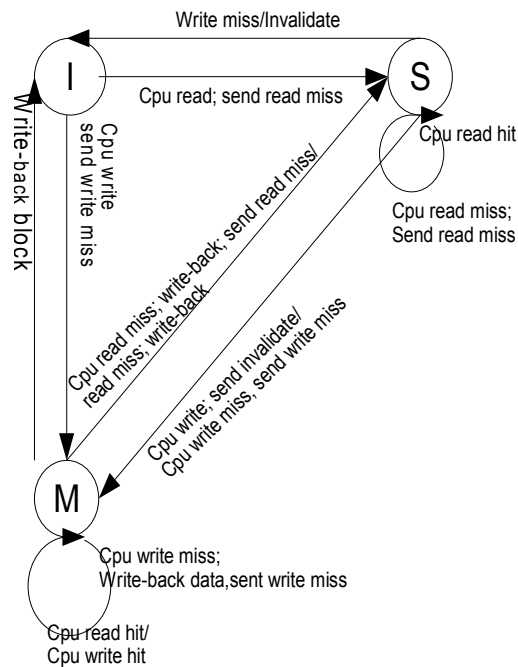 Write miss/Invalidate
I
S
Cpu read; send read miss
Cpu read hit
Cpu read miss;
Send read miss
Write-back block
Cpu write
send write miss
Cpu read miss; write-back; send read miss/
read miss; write-back
Cpu write; send invalidate/
Cpu write miss, send write miss
M
Cpu write miss;
Write-back data,sent write miss
Cpu read hit/
Cpu write hit